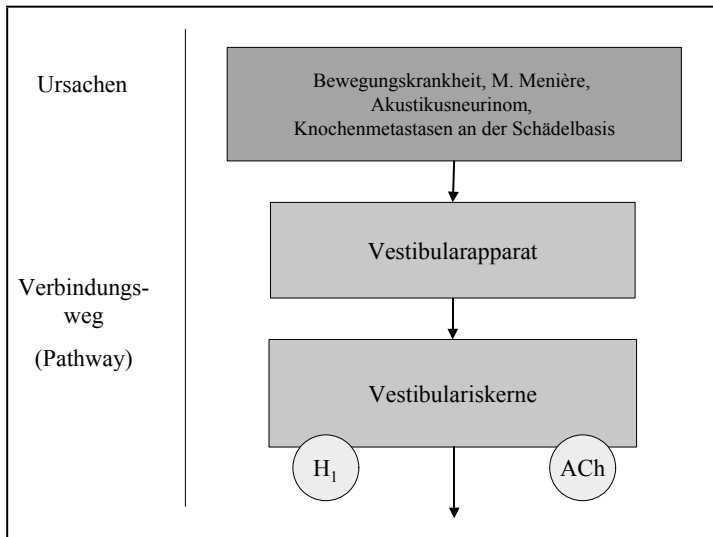 Ursachen
Bewegungskrankheit, M. Menière,
Akustikusneurinom,
Knochenmetastasen an der Schädelbasis
Vestibularapparat
Verbindungs-
weg
(Pathway)
Vestibulariskerne
H₁
ACh